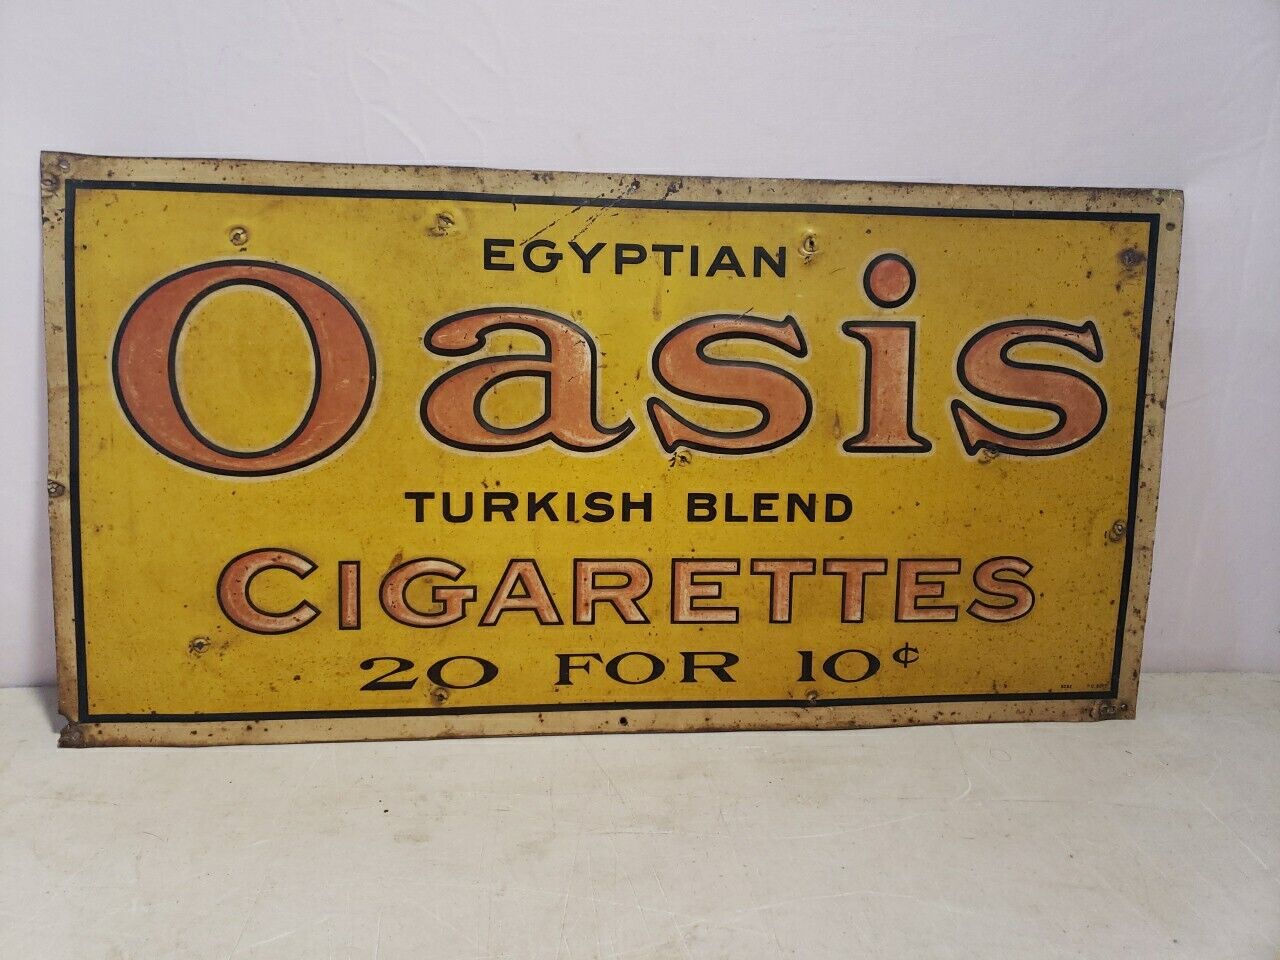 EGYPTIAN
Oasis
TURKISH BLEND
CIGARETTES
20 FOR 10¢